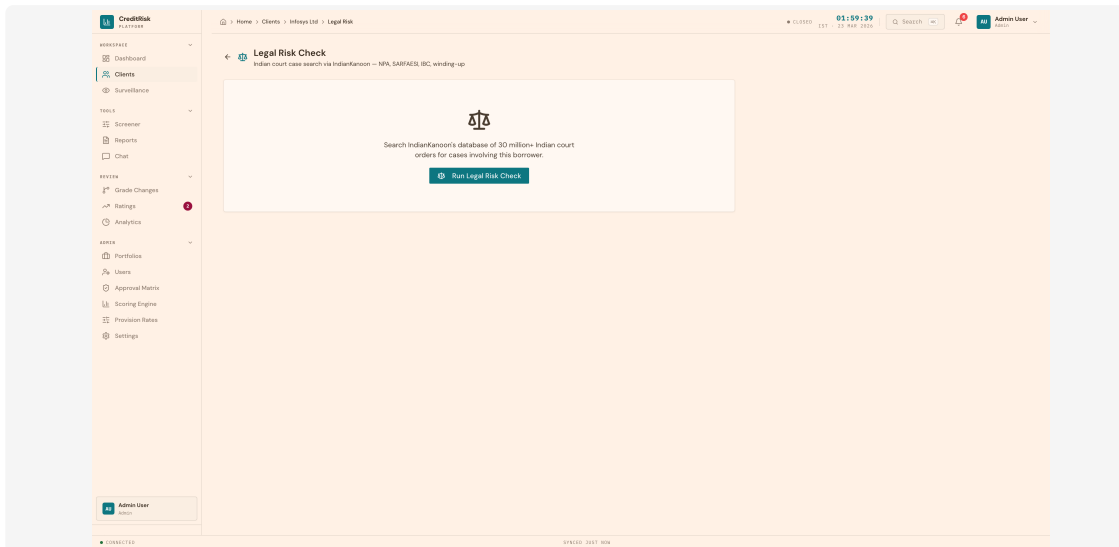 CreditRisk
PLATFORM
WORKSPACE
Dashboard
Clients
Surveillance
TOOLS
Screener
Reports
Chat
REVIEW
Grade Changes
Ratings
2
Analytics
ADMIN
Portfolios
Users
Approval Matrix
Scoring Engine
Provision Rates
Settings
AU
Admin User
Admin
CONNECTED
Home > Clients > Infosys Ltd > Legal Risk
CLOSED
01:59:39
IST · 23 MAR 2026
Search
AU
Admin User
Admin
Legal Risk Check
Indian court case search via IndianKanoon — NPA, SARFAESI, IBC, winding-up
Search IndianKanoon's database of 30 million+ Indian court
orders for cases involving this borrower.
Run Legal Risk Check
SYNCED JUST NOW